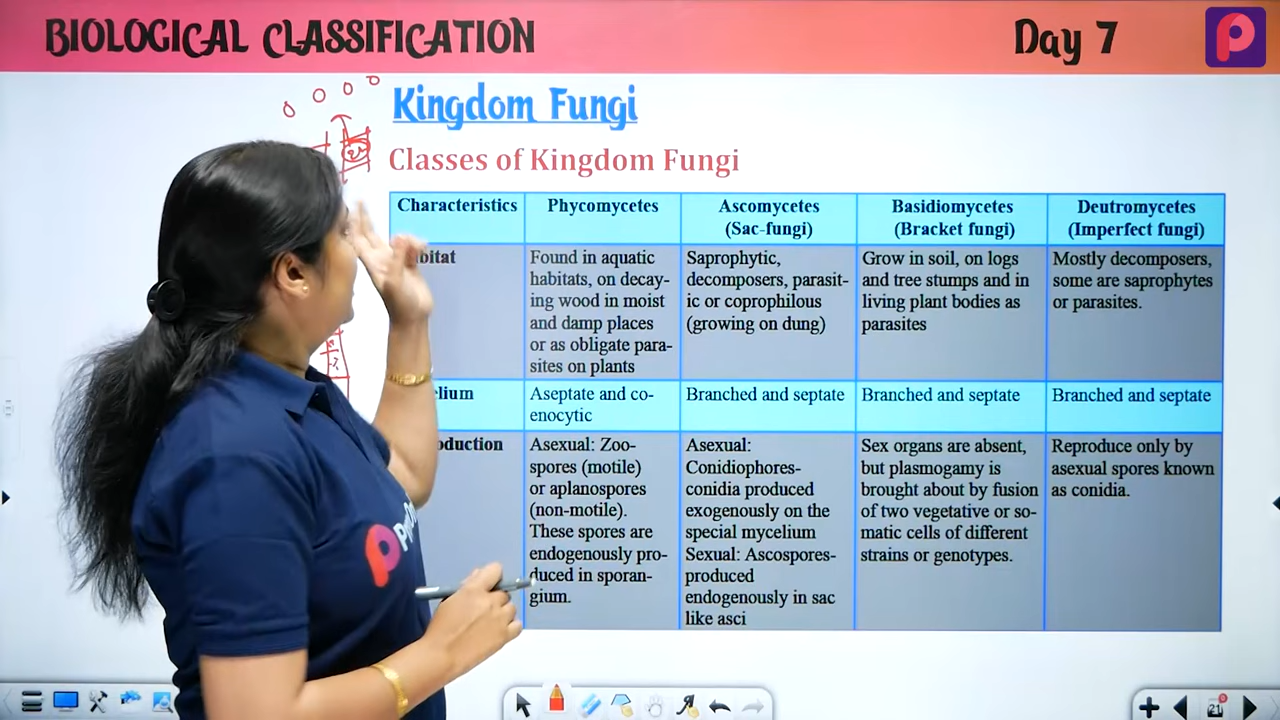 BIOLOGICAL CLASSIFICATION
Day 7
Kingdom Fungi
Classes of Kingdom Fungi
Characteristics
Phycomycetes
Ascomycetes
(Sac-fungi)
Basidiomycetes
(Bracket fungi)
Deutromycetes
(Imperfect fungi)
bitat
Found in aquatic
habitats, on decay-
ing wood in moist
and damp places
or as obligate para-
sites on plants
Saprophytic,
decomposers, parasit-
ic or coprophilous
(growing on dung)
Grow in soil, on logs
and tree stumps and in
living plant bodies as
parasites
Mostly decomposers,
some are saprophytes
or parasites.
elium
Aseptate and co-
enocytic
Branched and septate
Branched and septate
Branched and septate
oduction
Asexual: Zoo-
spores (motile)
or aplanospores
(non-motile).
These spores are
endogenously pro-
duced in sporan-
gium.
Asexual:
Conidiophores-
conidia produced
exogenously on the
special mycelium
Sexual: Ascospores-
produced
endogenously in sac
like asci
Sex organs are absent,
but plasmogamy is
brought about by fusion
of two vegetative or so-
matic cells of different
strains or genotypes.
Reproduce only by
asexual spores known
as conidia.
21